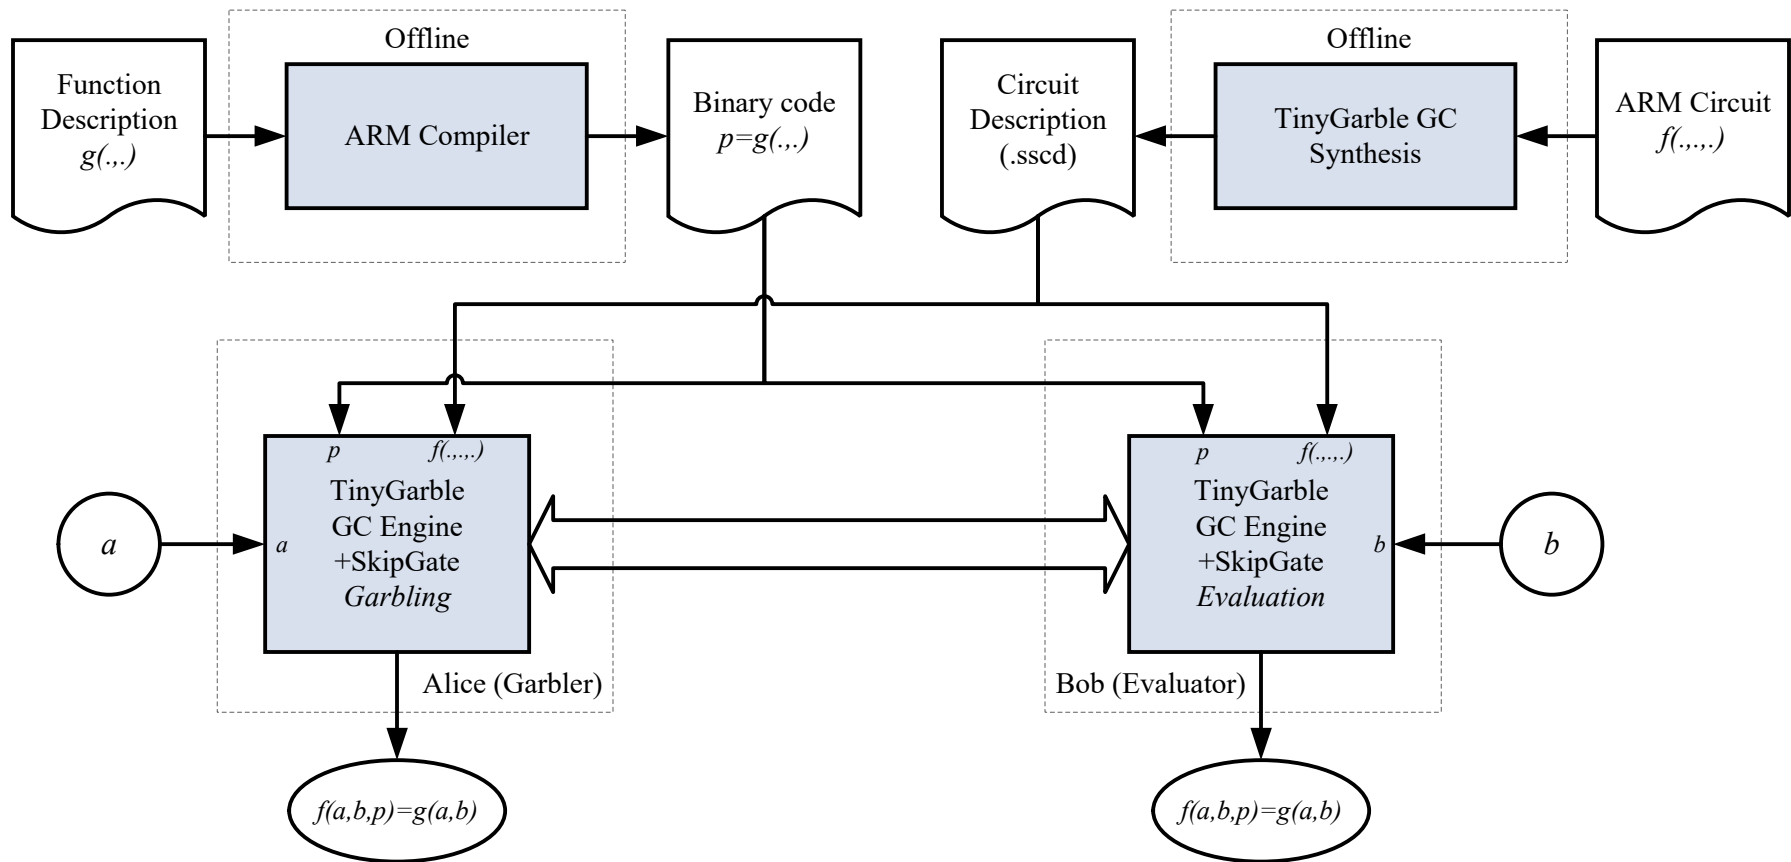 Offline
Function
Description
g(.,.)
ARM Compiler
Binary code
p=g(.,.)
Circuit
Description
(.sscd)
Offline
TinyGarble GC
Synthesis
ARM Circuit
f(.,.,.)
a
a
p
f(.,.,.)
TinyGarble
GC Engine
+SkipGate
Garbling
Alice (Garbler)
f(a,b,p)=g(a,b)
p
f(.,.,.)
TinyGarble
GC Engine
+SkipGate
Evaluation
b
b
Bob (Evaluator)
f(a,b,p)=g(a,b)